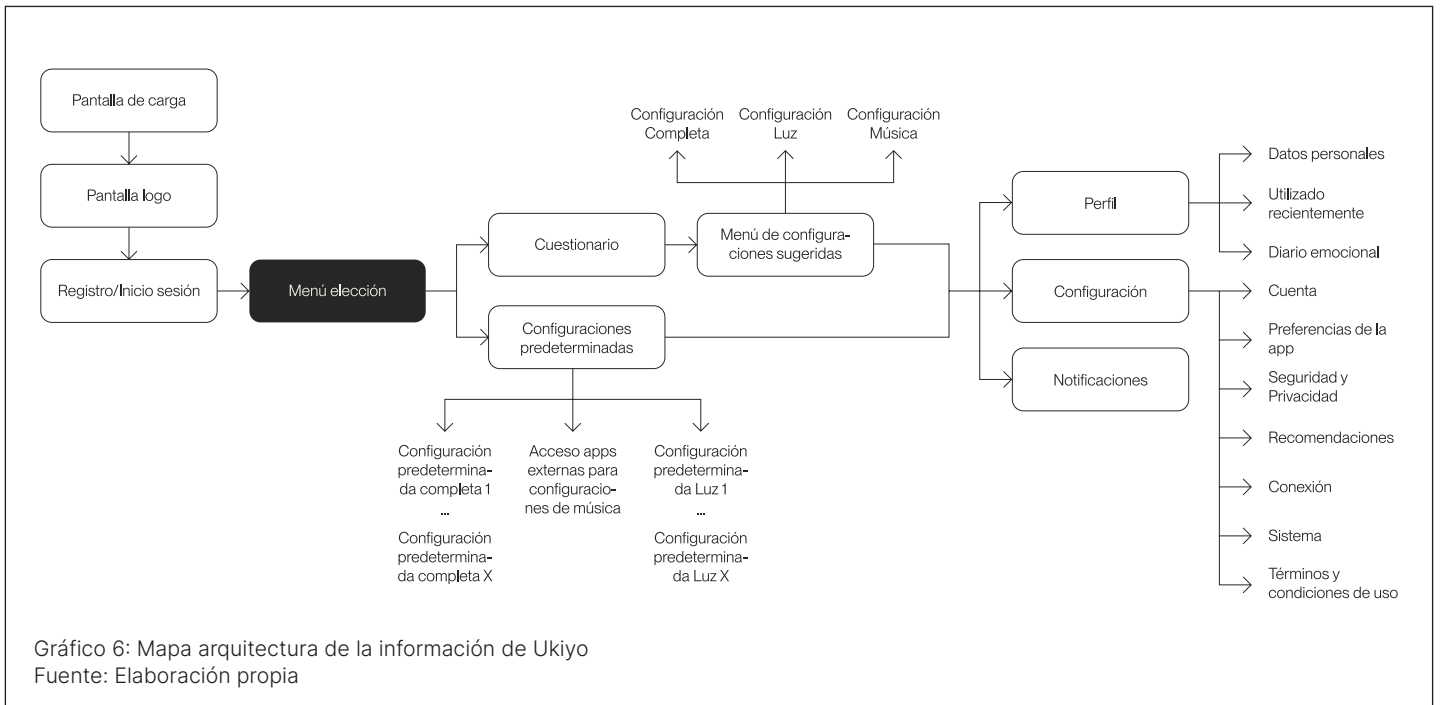 Pantalla de carga
Pantalla logo
Registro/Inicio sesión
Menú elección
Cuestionario
Configuraciones
predeterminadas
Configuración
Completa
Configuración
Luz
Configuración
Música
Menú de configura-
ciones sugeridas
Configuración
predetermina-
da completa 1
...
Configuración
predetermina-
da completa X
Acceso apps
externas para
configuracio-
nes de música
Configuración
predetermina-
da Luz 1
...
Configuración
predetermina-
da Luz X
Perfil
Configuración
Notificaciones
Datos personales
Utilizado
recientemente
Diario emocional
Cuenta
Preferencias de la
app
Seguridad y
Privacidad
Recomendaciones
Conexión
Sistema
Términos y
condiciones de uso
Gráfico 6: Mapa arquitectura de la información de Ukiyo
Fuente: Elaboración propia